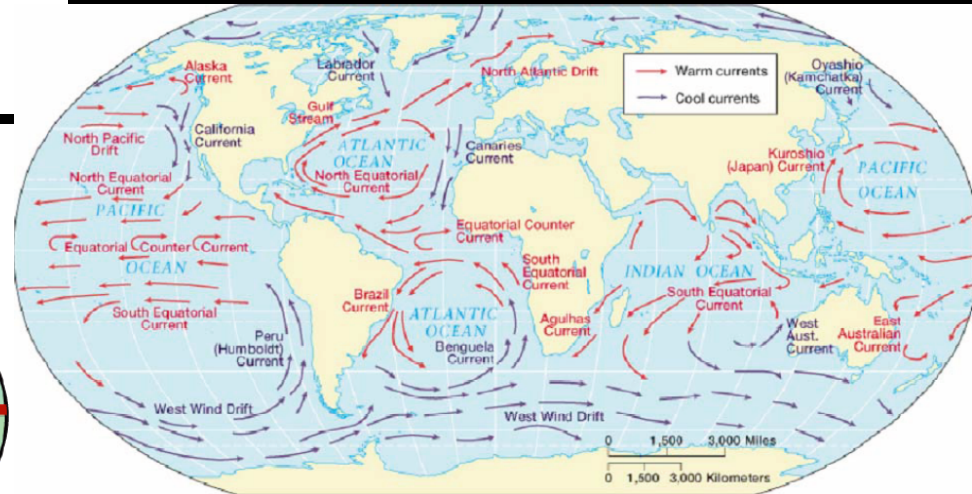 Alaska
Current
Labrador
Current
North Atlantic Drift
Warm currents
Cool currents
Oyashio
(Kamchatka)
Current
Gulf
Stream
North Pacific
Drift
California
Current
ATLANTIC
OCEAN
Canaries
Current
Kuroshio
(Japan) Current
PACIFIC
OCEAN
North Equatorial
Current
North Equatorial
Current
PACIFIC
Equatorial Counter Current
OCEAN
Equatorial Counter
Current
South
Equatorial
Current
INDIAN OCEAN
South Equatorial
Current
South Equatorial
Current
Brazil
Current
ATLANTIC
OCEAN
Benguela
Current
Agulhas
Current
West
Aust.
Current
East
Australian
Current
Peru
(Humboldt)
Current
West Wind Drift
West Wind Drift
0 1,500 3,000 Miles
0 1,500 3,000 Kilometers